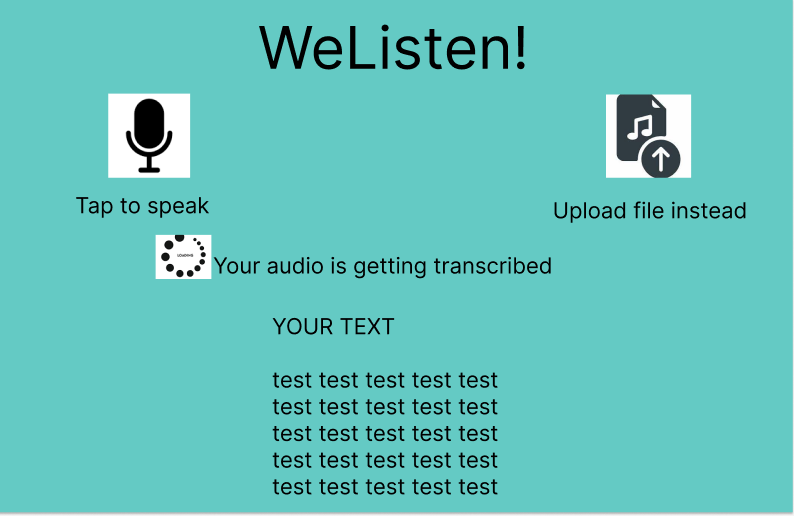 WeListen!
Tap to speak
Upload file instead
LOADING
Your audio is getting transcribed
YOUR TEXT
test test test test test
test test test test test
test test test test test
test test test test test
test test test test test